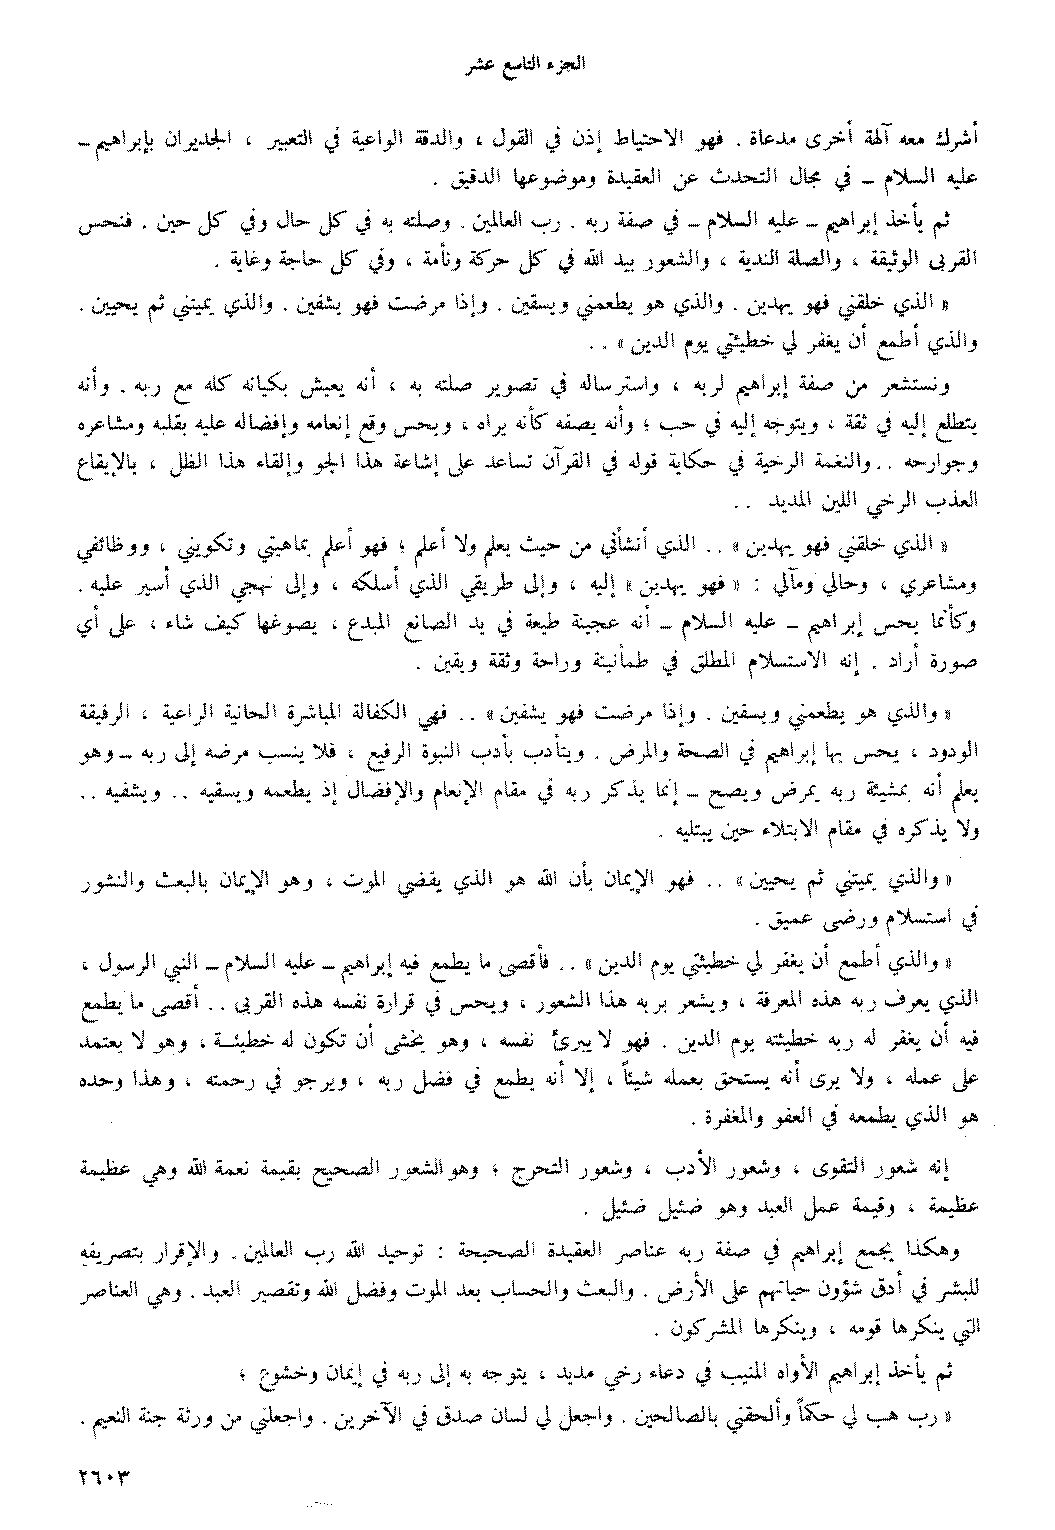 الجزء التاسع عشر
أشرك معه آلهة أخرى مدعاة . فهو الاحتياط إذن في القول ، والدقة الواعية في التعبير ، الجديران بإبراهيم –
عليه السلام – في مجال التحدث عن العقيدة وموضوعها الدقيق .
ثم يأخذ إبراهيم – عليه السلام – في صفة ربه . رب العالمين . وصلته به في كل حال وفي كل حين . فنحس
القربى الوثيقة ، والصلة الندية ، والشعور بيد الله في كل حركة ونأمة ، وفي كل حاجة وغاية .
« الذي خلقني فهو يهدين . والذي هو يطعمني ويسقين . وإذا مرضت فهو يشفين . والذي يميتني ثم يحيين .
والذي أطمع أن يغفر لي خطيئتي يوم الدين » . .
ونستشعر من صفة إبراهيم لربه ، واسترساله في تصوير صلته به ، أنه يعيش بكيانه كله مع ربه . وأنه
يتطلع إليه في ثقة ، ويتوجه إليه في حب ؛ وأنه يصفه كأنه يراه ، ويحس وقع إنعامه وإفضاله عليه بقلبه ومشاعره
وجوارحه . . والنغمة الرخية في حكاية قوله في القرآن تساعد على إشاعة هذا الجو وإلقاء هذا الظل ، بالإيقاع
العذب الرخي اللين المديد . .
« الذي خلقني فهو يهدين » . . الذي أنشأني من حيث يعلم ولا أعلم ؛ فهو أعلم بماهيتي وتكويني ، ووظائفي
ومشاعري ، وحالي ومآلي : « فهو يهدين » إليه ، وإلى طريقي الذي أسلكه ، وإلى نهجي الذي أسير عليه .
وكأنما يحس إبراهيم – عليه السلام – أنه عجينة طيعة في يد الصانع المبدع ، يصوغها كيف شاء ، على أي
صورة أراد . إنه الاستسلام المطلق في طمأنينة وراحة وثقة ويقين .
« والذي هو يطعمني ويسقين . وإذا مرضت فهو يشفين » . . فهي الكفالة المباشرة الحانية الراعية ، الرفيقة
الودود ، يحس بها إبراهيم في الصحة والمرض . ويتأدب بأدب النبوة الرفيع ، فلا ينسب مرضه إلى ربه – وهو
يعلم أنه بمشيئة ربه يمرض ويصح – إنما يذكر ربه في مقام الإنعام والإفضال إذ يطعمه ويسقيه . . ويشفيه . .
ولا يذكره في مقام الابتلاء حين يبتليه .
« والذي يميتني ثم يحيين » . . فهو الإيمان بأن الله هو الذي يقضي الموت ، وهو الإيمان بالبعث والنشور
في استسلام ورضى عميق .
« والذي أطمع أن يغفر لي خطيئتي يوم الدين » . . فأقصى ما يطمع فيه إبراهيم – عليه السلام – النبي الرسول ،
الذي يعرف ربه هذه المعرفة ، ويشعر بربه هذا الشعور ، ويحس في قرارة نفسه هذه القربى . . أقصى ما يطمع
فيه أن يغفر له ربه خطيئته يوم الدين . فهو لا يبرئ نفسه ، وهو يخشى أن تكون له خطيئـة ، وهو لا يعتمد
على عمله ، ولا يرى أنه يستحق بعمله شيئاً ، إلا أنه يطمع في فضل ربه ، ويرجو في رحمته ، وهذا وحده
هو الذي يطمعه في العفو والمغفرة .
إنه شعور التقوى ، وشعور الأدب ، وشعور التحرج ؛ وهو الشعور الصحيح بقيمة نعمة الله وهي عظيمة
عظيمة ، وقيمة عمل العبد وهو ضئيل ضئيل .
وهكذا يجمع إبراهيم في صفة ربه عناصر العقيدة الصحيحة : توحيد الله رب العالمين . والإقرار بتصريفه
للبشر في أدق شؤون حياتهم على الأرض . والبعث والحساب بعد الموت وفضل الله وتقصير العبد . وهي العناصر
التي ينكرها قومه ، وينكرها المشركون .
ثم يأخذ إبراهيم الأواه المنيب في دعاء رخي مديد ، يتوجه به إلى ربه في إيمان وخشوع ؛
« رب هب لي حكماً وألحقني بالصالحين . واجعل لي لسان صدق في الآخرين . واجعلني من ورثة جنة النعيم .
٢٦٠٣